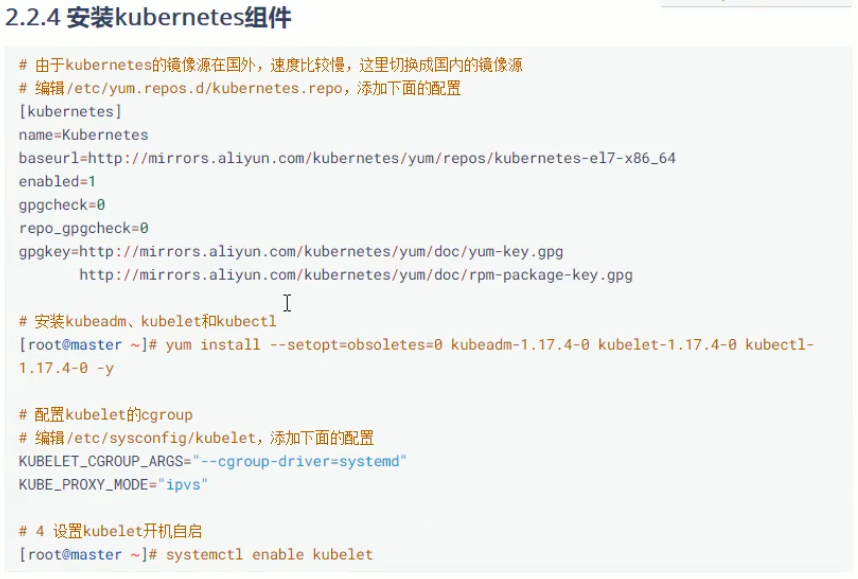 2.2.4 安装kubernetes组件
# 由于kubernetes的镜像源在国外，速度比较慢，这里切换成国内的镜像源
# 编辑/etc/yum.repos.d/kubernetes.repo，添加下面的配置
[kubernetes]
name=Kubernetes
baseurl=http://mirrors.aliyun.com/kubernetes/yum/repos/kubernetes-el7-x86_64
enabled=1
gpgcheck=0
repo_gpgcheck=0
gpgkey=http://mirrors.aliyun.com/kubernetes/yum/doc/yum-key.gpg
http://mirrors.aliyun.com/kubernetes/yum/doc/rpm-package-key.gpg
# 安装kubeadm、kubelet和kubectl
[root@master ~]# yum install --setopt=obsoletes=0 kubeadm-1.17.4-0 kubelet-1.17.4-0 kubectl-
1.17.4-0 -y
# 配置kubelet的cgroup
# 编辑/etc/sysconfig/kubelet，添加下面的配置
KUBELET_CGROUP_ARGS="--cgroup-driver=systemd"
KUBE_PROXY_MODE="ipvs"
# 4 设置kubelet开机自启
[root@master ~]# systemctl enable kubelet